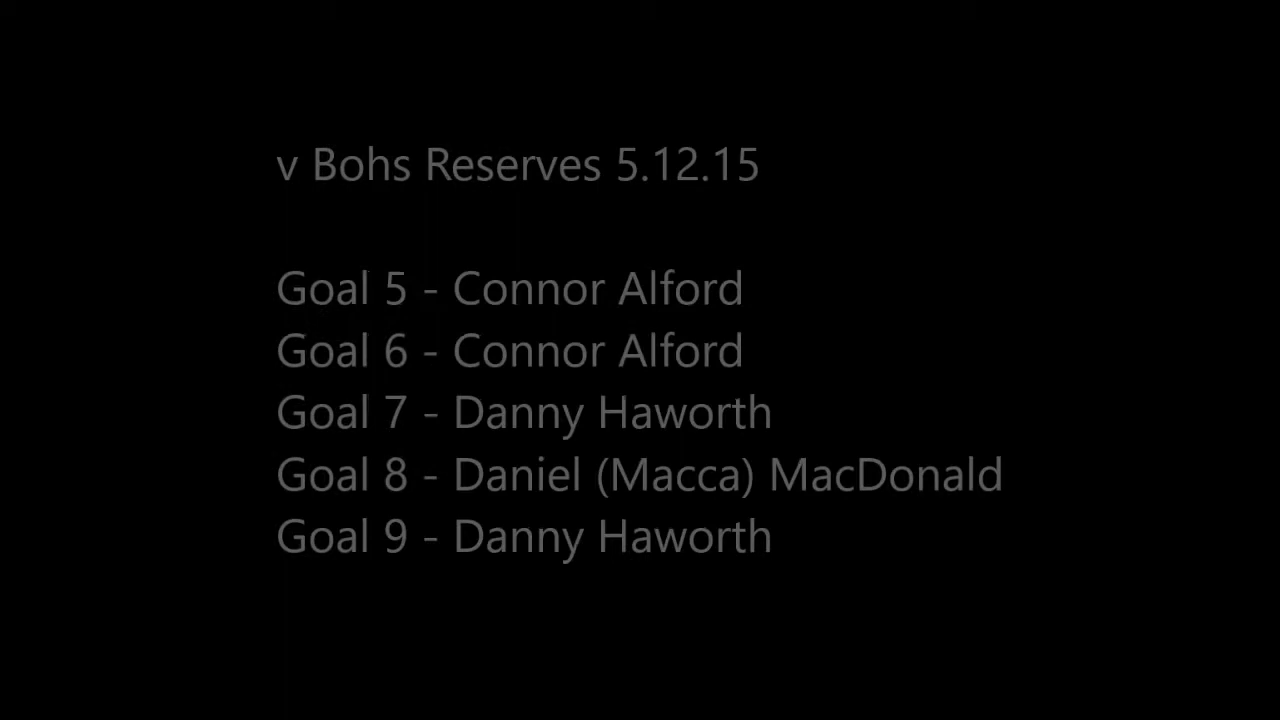 v Bohs Reserves 5.12.15
Goal 5 - Connor Alford
Goal 6 - Connor Alford
Goal 7 - Danny Haworth
Goal 8 - Daniel (Macca) MacDonald
Goal 9 - Danny Haworth